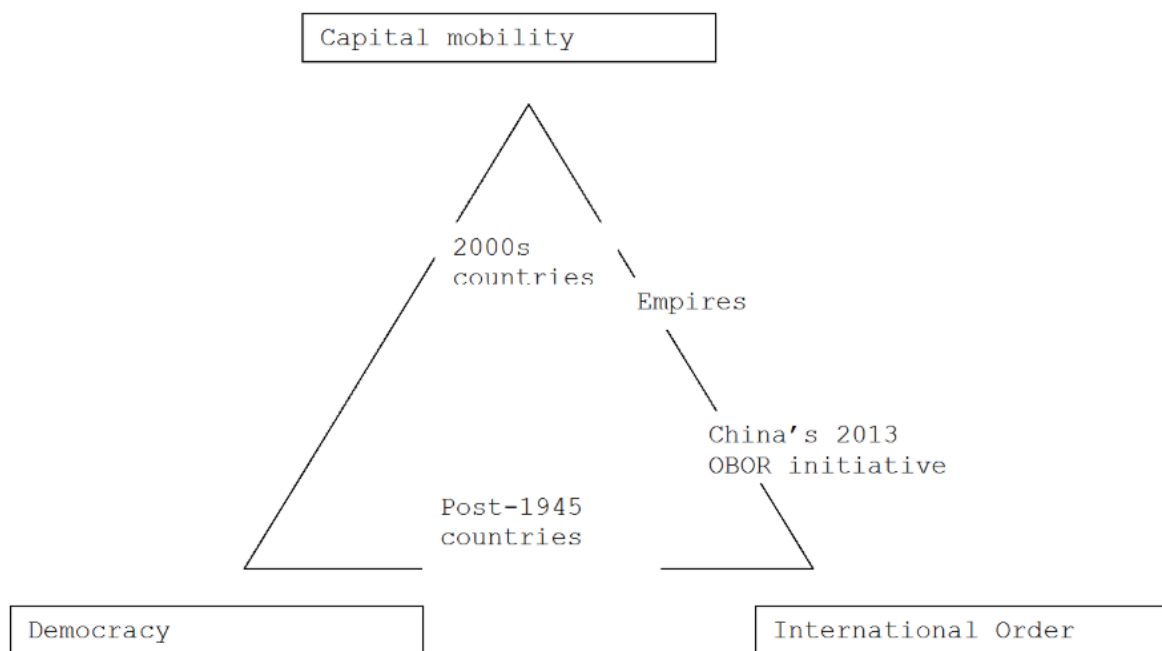 Capital mobility
2000s
countries
Empires
China’s 2013
OBOR initiative
Post-1945
countries
Democracy
International Order